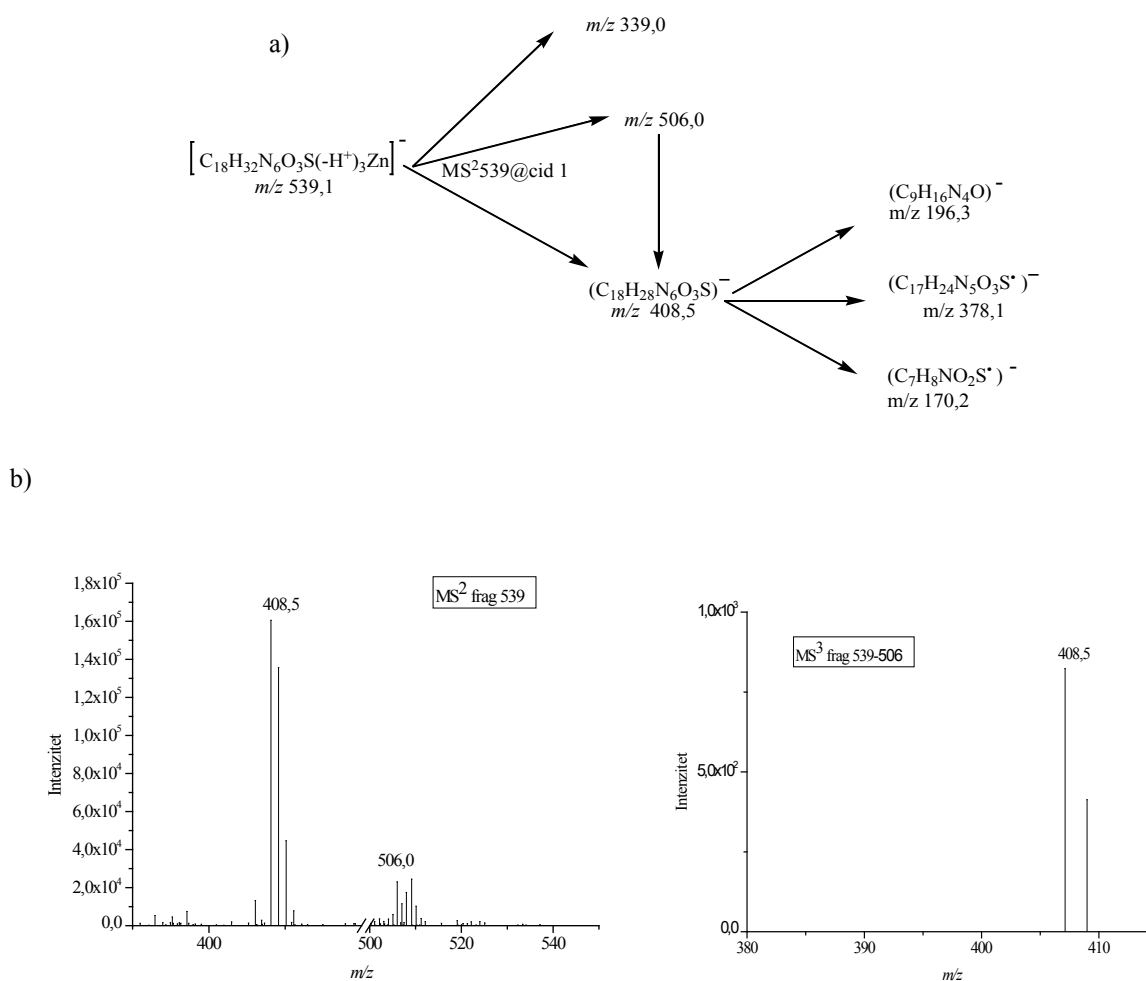 a)
m/z 339,0
m/z 506,0
[C₁₈H₃₂N₆O₃S(-H⁺)₃Zn]⁻
m/z 539,1
MS²539@cid 1
(C₉H₁₆N₄O)⁻
m/z 196,3
(C₁₈H₂₈N₆O₃S)⁻
m/z 408,5
(C₁₇H₂₄N₅O₃S•)⁻
m/z 378,1
(C₇H₈NO₂S•)⁻
m/z 170,2
b)
1,8x10⁵
1,6x10⁵
1,4x10⁵
1,2x10⁵
1,0x10⁵
8,0x10⁴
6,0x10⁴
4,0x10⁴
2,0x10⁴
0,0
Intenzitet
MS² frag 539
408,5
506,0
400 500 520 540
m/z
1,0x10³
5,0x10²
0,0
Intenzitet
MS³ frag 539-506
408,5
380 390 400 410
m/z